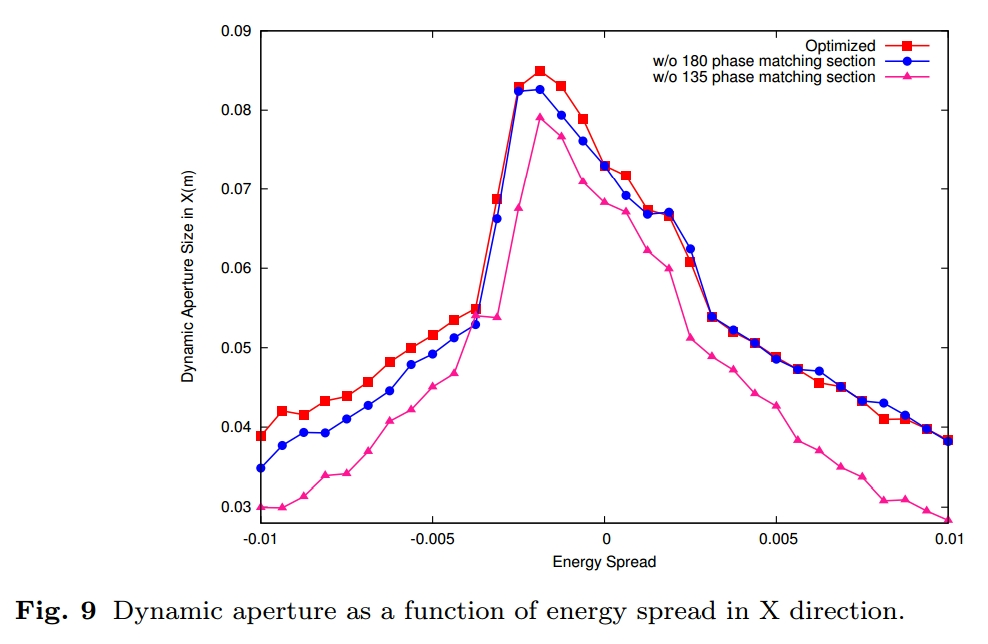 0.09
0.08
0.07
0.06
0.05
0.04
0.03
Dynamic Aperture Size in X(m)
Optimized
w/o 180 phase matching section
w/o 135 phase matching section
-0.01 -0.005 0 0.005 0.01
Energy Spread
Fig. 9 Dynamic aperture as a function of energy spread in X direction.